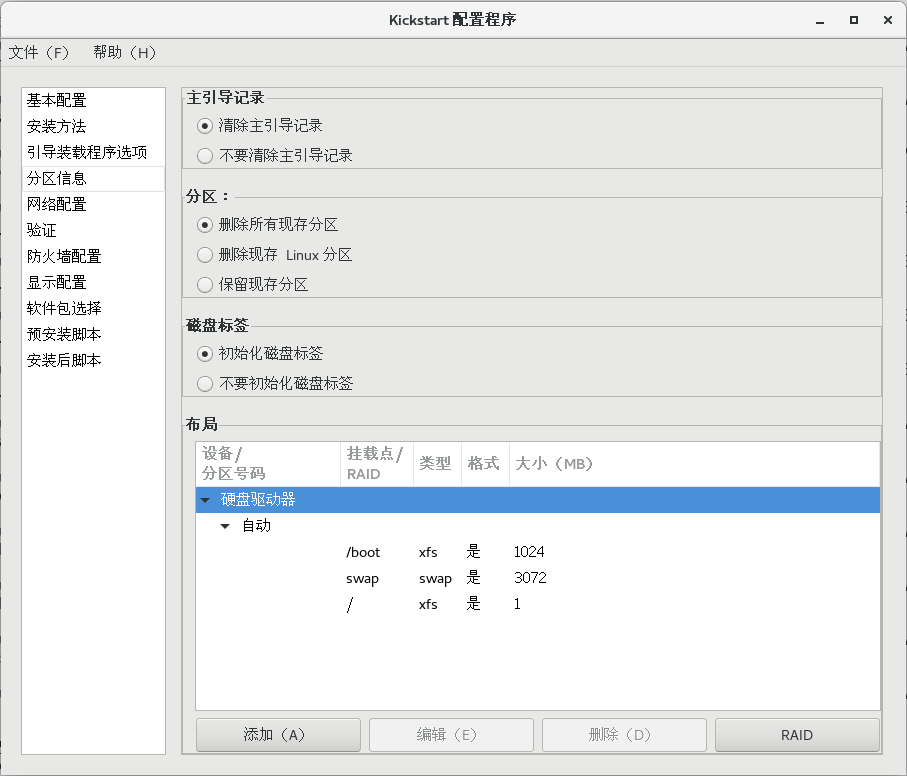 Kickstart 配置程序
文件（F） 帮助（H）
基本配置
安装方法
引导装载程序选项
分区信息
网络配置
验证
防火墙配置
显示配置
软件包选择
预安装脚本
安装后脚本
主引导记录
清除主引导记录
不要清除主引导记录
分区：
删除所有现存分区
删除现存 Linux 分区
保留现存分区
磁盘标签
初始化磁盘标签
不要初始化磁盘标签
布局
设备/
分区号码
挂载点/
RAID
类型
格式
大小（MB）
硬盘驱动器
自动
/boot xfs 是 1024
swap swap 是 3072
/ xfs 是 1
添加（A） 编辑（E） 删除（D） RAID